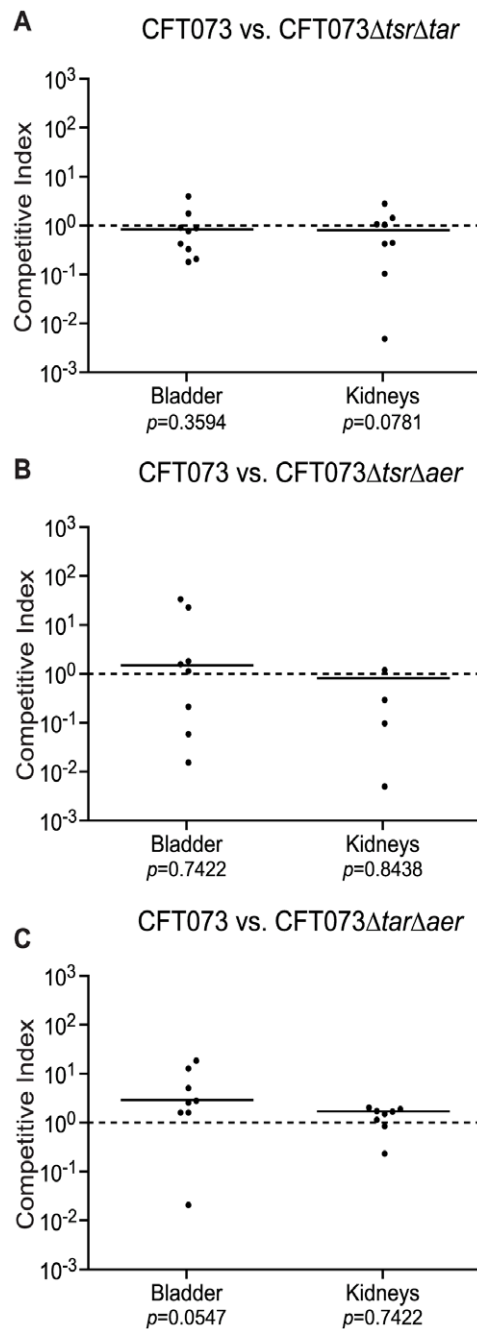 A
CFT073 vs. CFT073ΔtsrΔtar
Competitive Index
10³
10²
10¹
10⁰
10⁻¹
10⁻²
10⁻³
Bladder Kidneys
p=0.3594 p=0.0781
B
CFT073 vs. CFT073ΔtsrΔaer
Competitive Index
10³
10²
10¹
10⁰
10⁻¹
10⁻²
10⁻³
Bladder Kidneys
p=0.7422 p=0.8438
C
CFT073 vs. CFT073ΔtarΔaer
Competitive Index
10³
10²
10¹
10⁰
10⁻¹
10⁻²
10⁻³
Bladder Kidneys
p=0.0547 p=0.7422